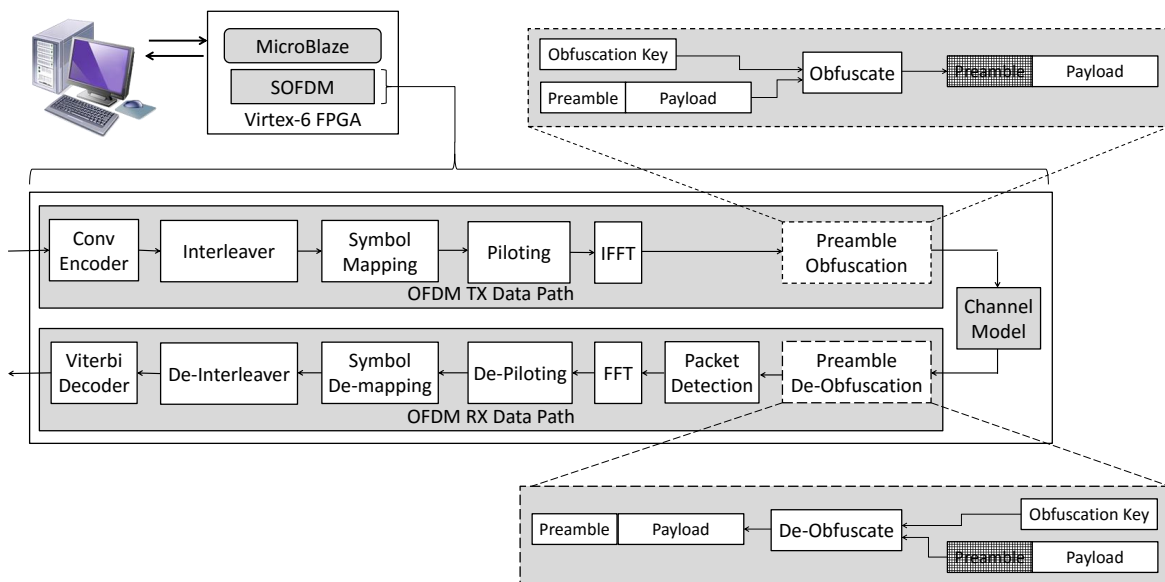 MicroBlaze
SOFDM
Virtex-6 FPGA
Obfuscation Key
Preamble Payload
Obfuscate
Preamble Payload
Conv
Encoder
Interleaver
Symbol
Mapping
Piloting
IFFT
Preamble
Obfuscation
OFDM TX Data Path
Channel
Model
Viterbi
Decoder
De-Interleaver
Symbol
De-mapping
De-Piloting
FFT
Packet
Detection
Preamble
De-Obfuscation
OFDM RX Data Path
Preamble Payload
De-Obfuscate
Obfuscation Key
Preamble Payload